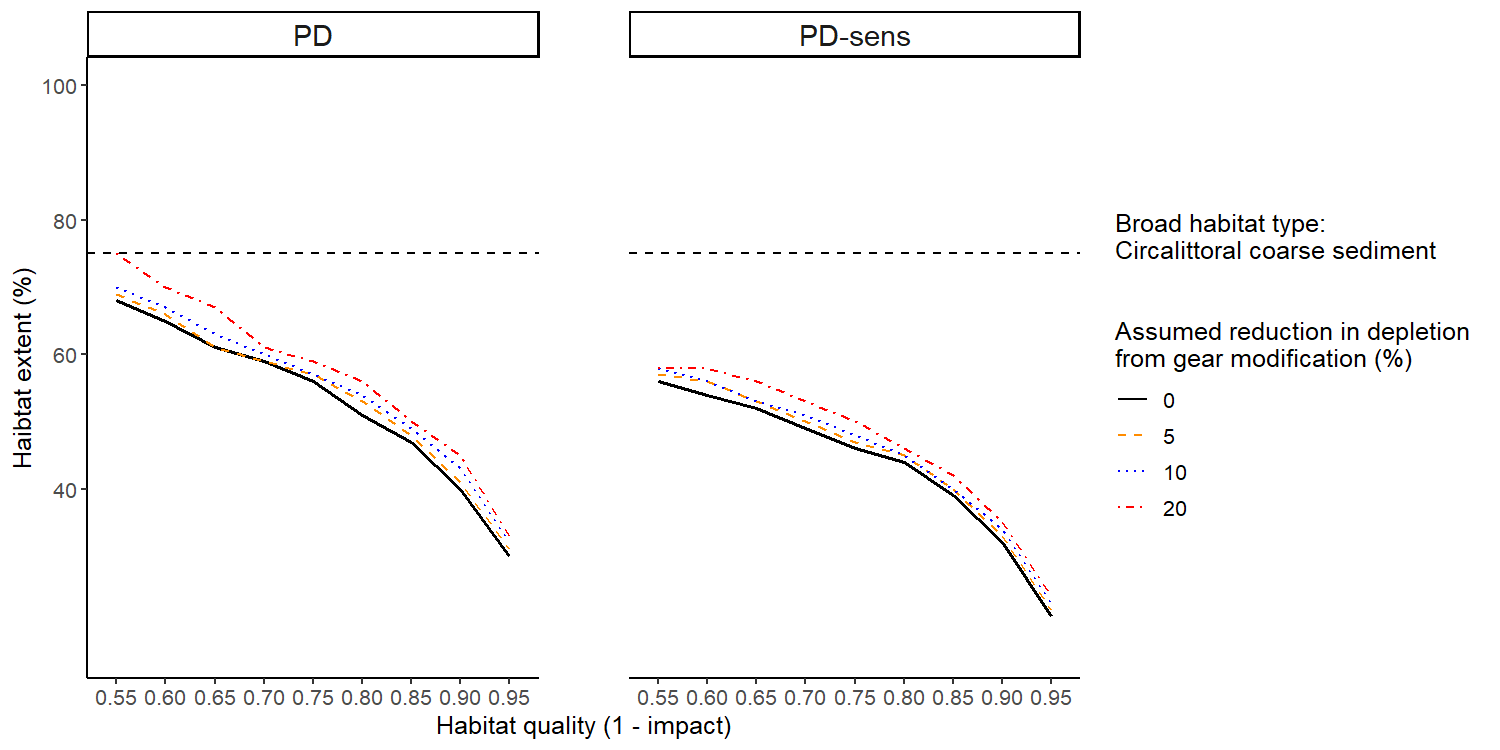 PD
PD-sens
100
80
60
40
Haibtat extent (%)
0.55 0.60 0.65 0.70 0.75 0.80 0.85 0.90 0.95
0.55 0.60 0.65 0.70 0.75 0.80 0.85 0.90 0.95
Habitat quality (1 - impact)
Broad habitat type:
Circalittoral coarse sediment
Assumed reduction in depletion
from gear modification (%)
0
5
10
20